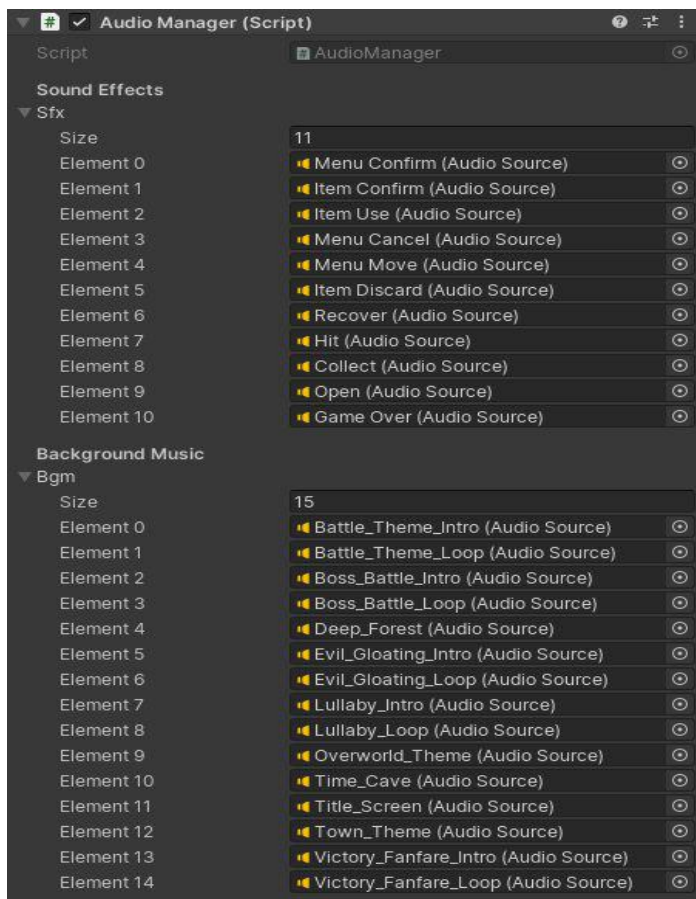 # Audio Manager (Script)
Script AudioManager
Sound Effects
Sfx
Size 11
Element 0 Menu Confirm (Audio Source)
Element 1 Item Confirm (Audio Source)
Element 2 Item Use (Audio Source)
Element 3 Menu Cancel (Audio Source)
Element 4 Menu Move (Audio Source)
Element 5 Item Discard (Audio Source)
Element 6 Recover (Audio Source)
Element 7 Hit (Audio Source)
Element 8 Collect (Audio Source)
Element 9 Open (Audio Source)
Element 10 Game Over (Audio Source)
Background Music
Bgm
Size 15
Element 0 Battle_Theme_Intro (Audio Source)
Element 1 Battle_Theme_Loop (Audio Source)
Element 2 Boss_Battle_Intro (Audio Source)
Element 3 Boss_Battle_Loop (Audio Source)
Element 4 Deep_Forest (Audio Source)
Element 5 Evil_Gloating_Intro (Audio Source)
Element 6 Evil_Gloating_Loop (Audio Source)
Element 7 Lullaby_Intro (Audio Source)
Element 8 Lullaby_Loop (Audio Source)
Element 9 Overworld_Theme (Audio Source)
Element 10 Time_Cave (Audio Source)
Element 11 Title_Screen (Audio Source)
Element 12 Town_Theme (Audio Source)
Element 13 Victory_Fanfare_Intro (Audio Source)
Element 14 Victory_Fanfare_Loop (Audio Source)